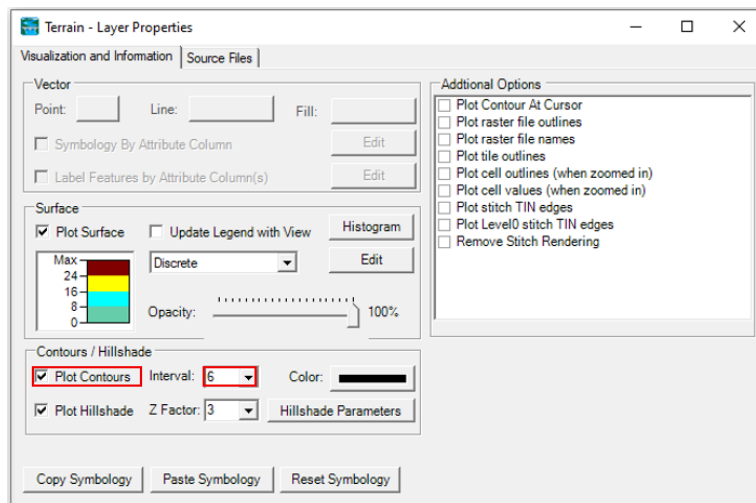 Terrain - Layer Properties
Visualization and Information
Source Files
Vector
Point:
Line:
Fill:
Symbology By Attribute Column
Edit
Label Features by Attribute Column(s)
Edit
Surface
Plot Surface
Update Legend with View
Histogram
Max
24
16
8
0
Discrete
Edit
Opacity:
100%
Contours / Hillshade
Plot Contours
Interval:
6
Color:
Plot Hillshade
Z Factor:
3
Hillshade Parameters
Copy Symbology
Paste Symbology
Reset Symbology
Addtional Options
Plot Contour At Cursor
Plot raster file outlines
Plot raster file names
Plot tile outlines
Plot cell outlines (when zoomed in)
Plot cell values (when zoomed in)
Plot stitch TIN edges
Plot Level0 stitch TIN edges
Remove Stitch Rendering